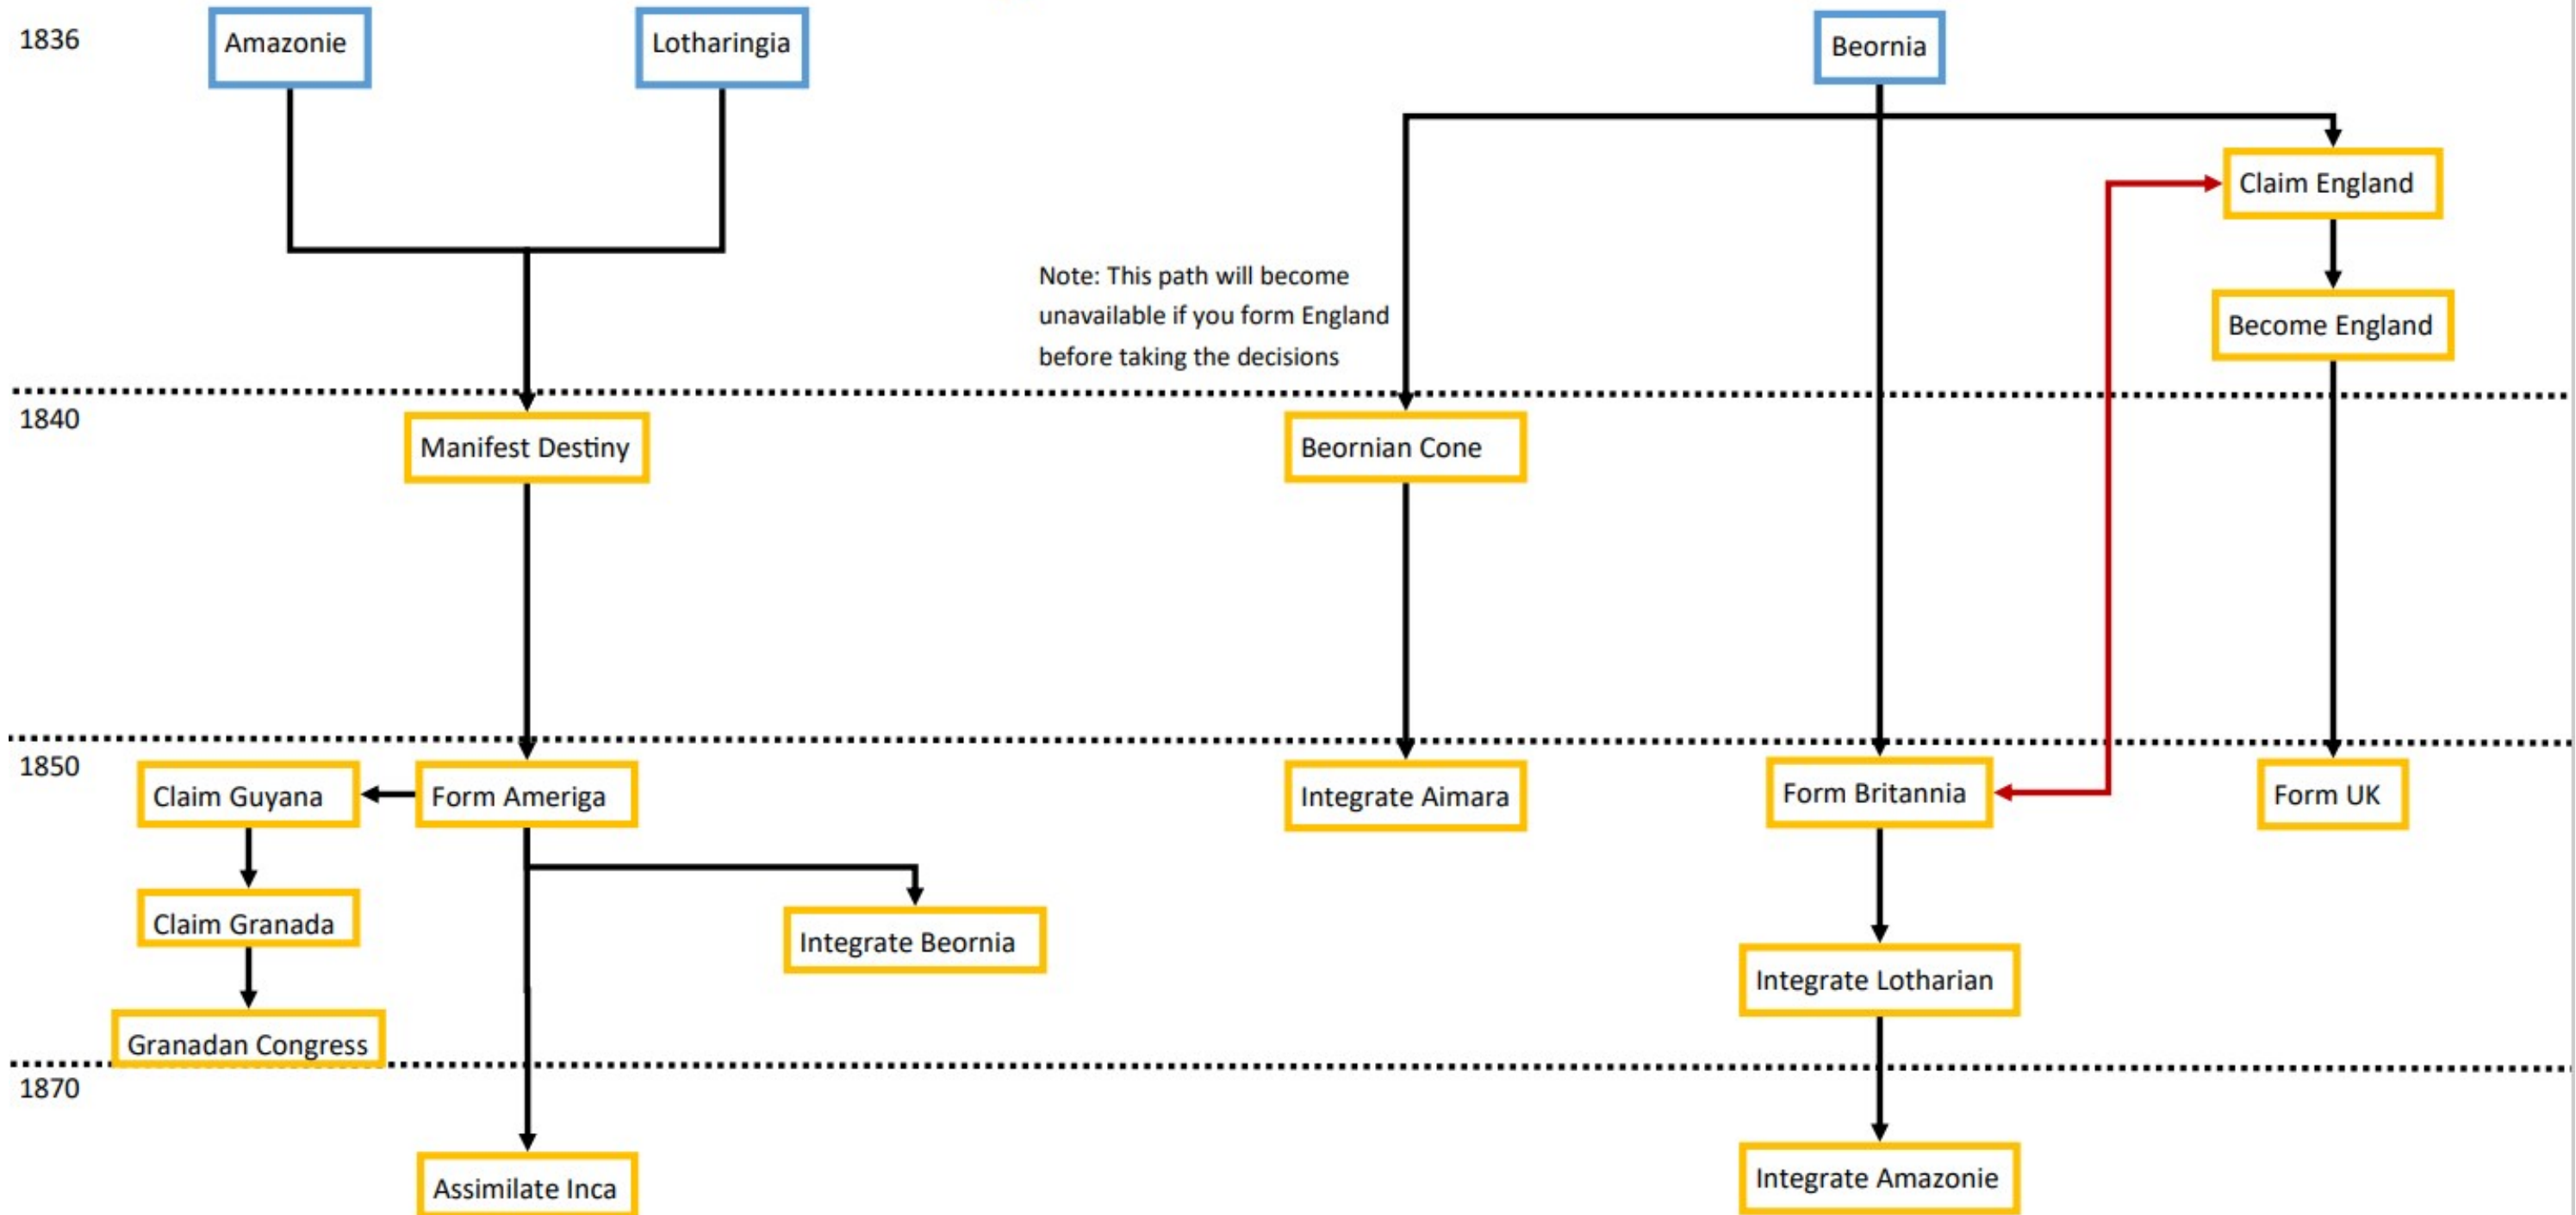 1836
Amazonie
Lotharingia
Beornia
Claim England
Note: This path will become
unavailable if you form England
before taking the decisions
Become England
1840
Manifest Destiny
Beornian Cone
1850
Claim Guyana
Form Ameriga
Integrate Aimara
Form Britannia
Form UK
Claim Granada
Integrate Beornia
Integrate Lotharian
Granadan Congress
1870
Assimilate Inca
Integrate Amazonie